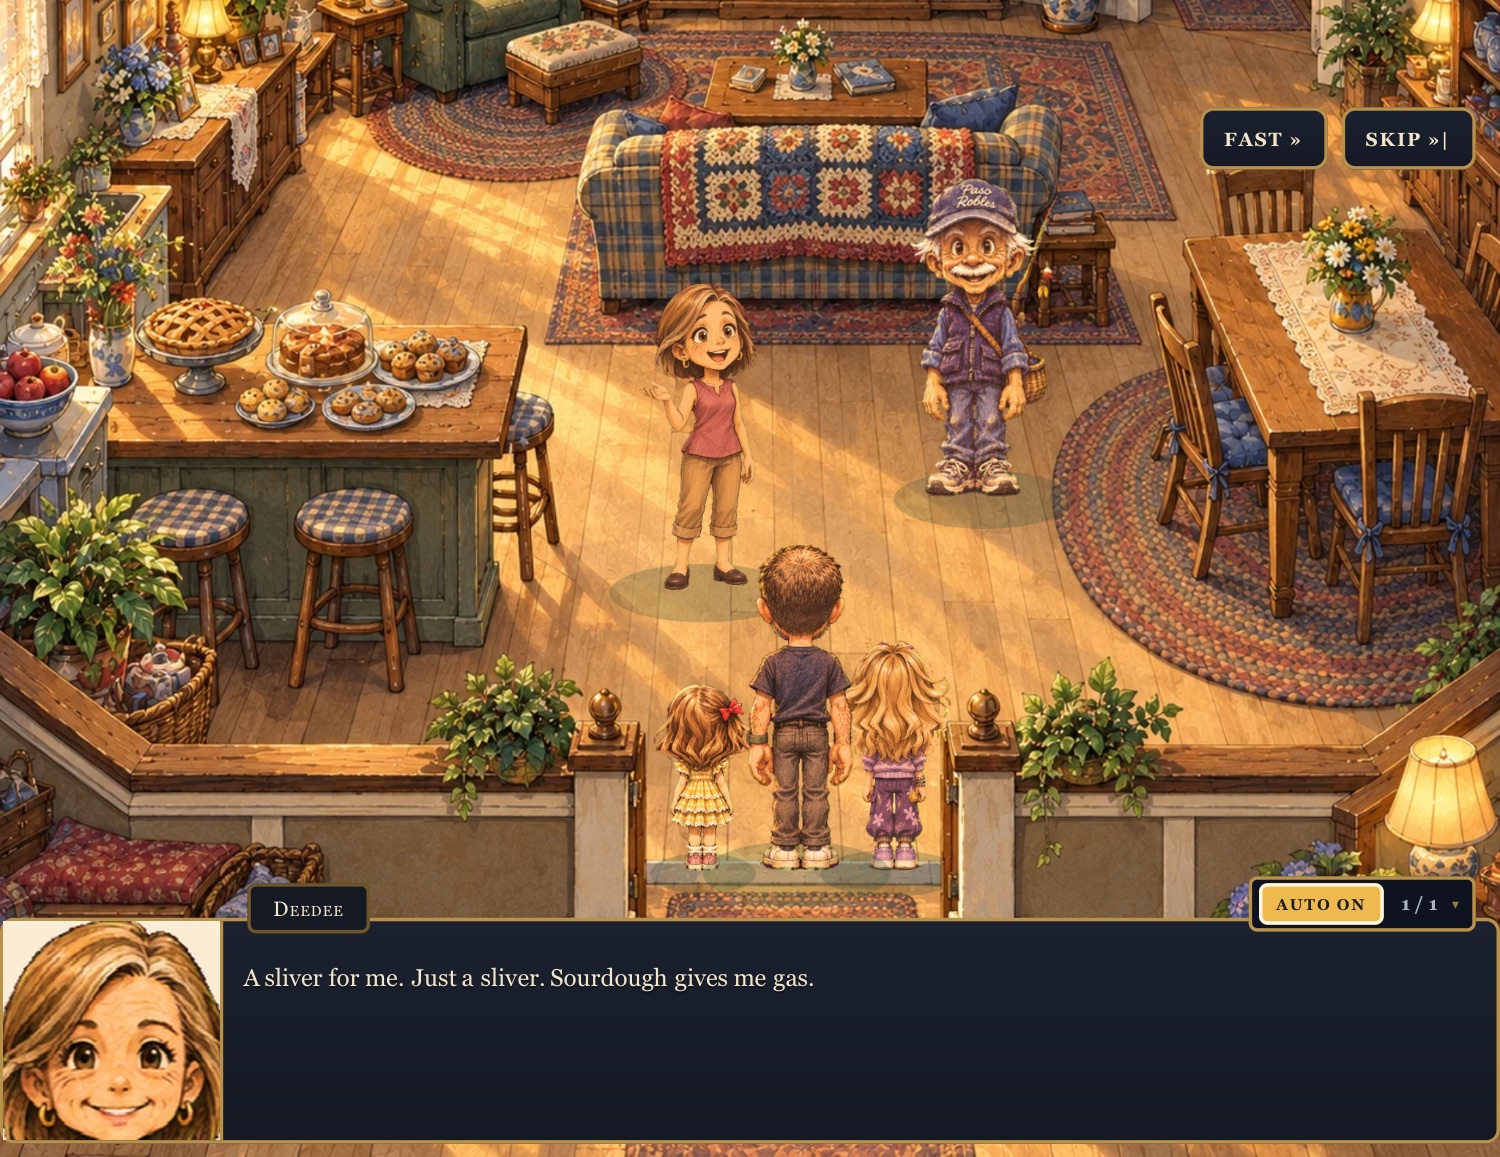 FAST »
SKIP »|
Paso
Robles
DEEDEE
AUTO ON
1 / 1 ▼
A sliver for me. Just a sliver. Sourdough gives me gas.